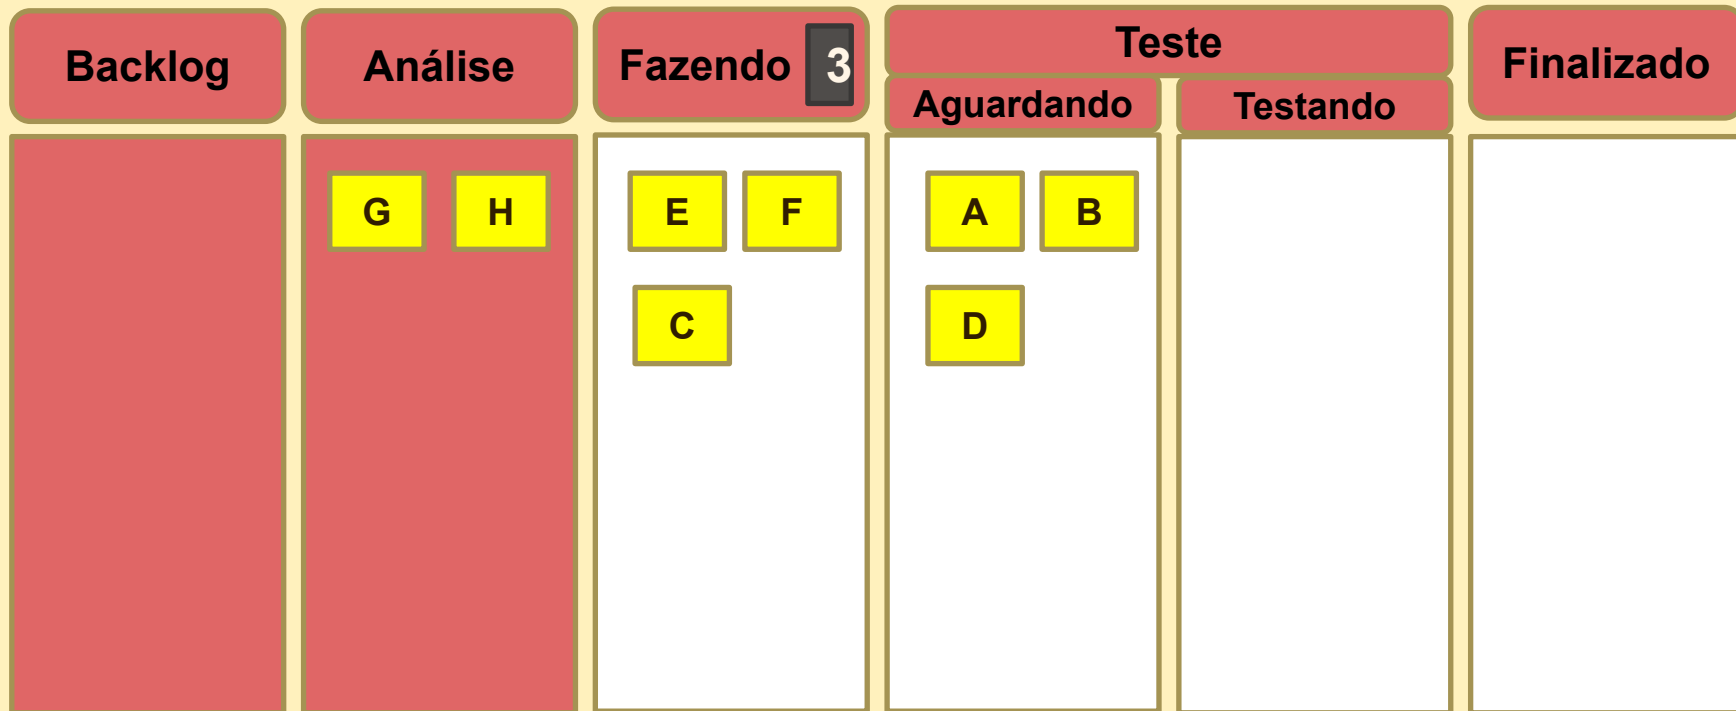 Backlog
Análise
Fazendo 3
Teste
Aguardando
Testando
Finalizado
G H
E F
C
A B
D